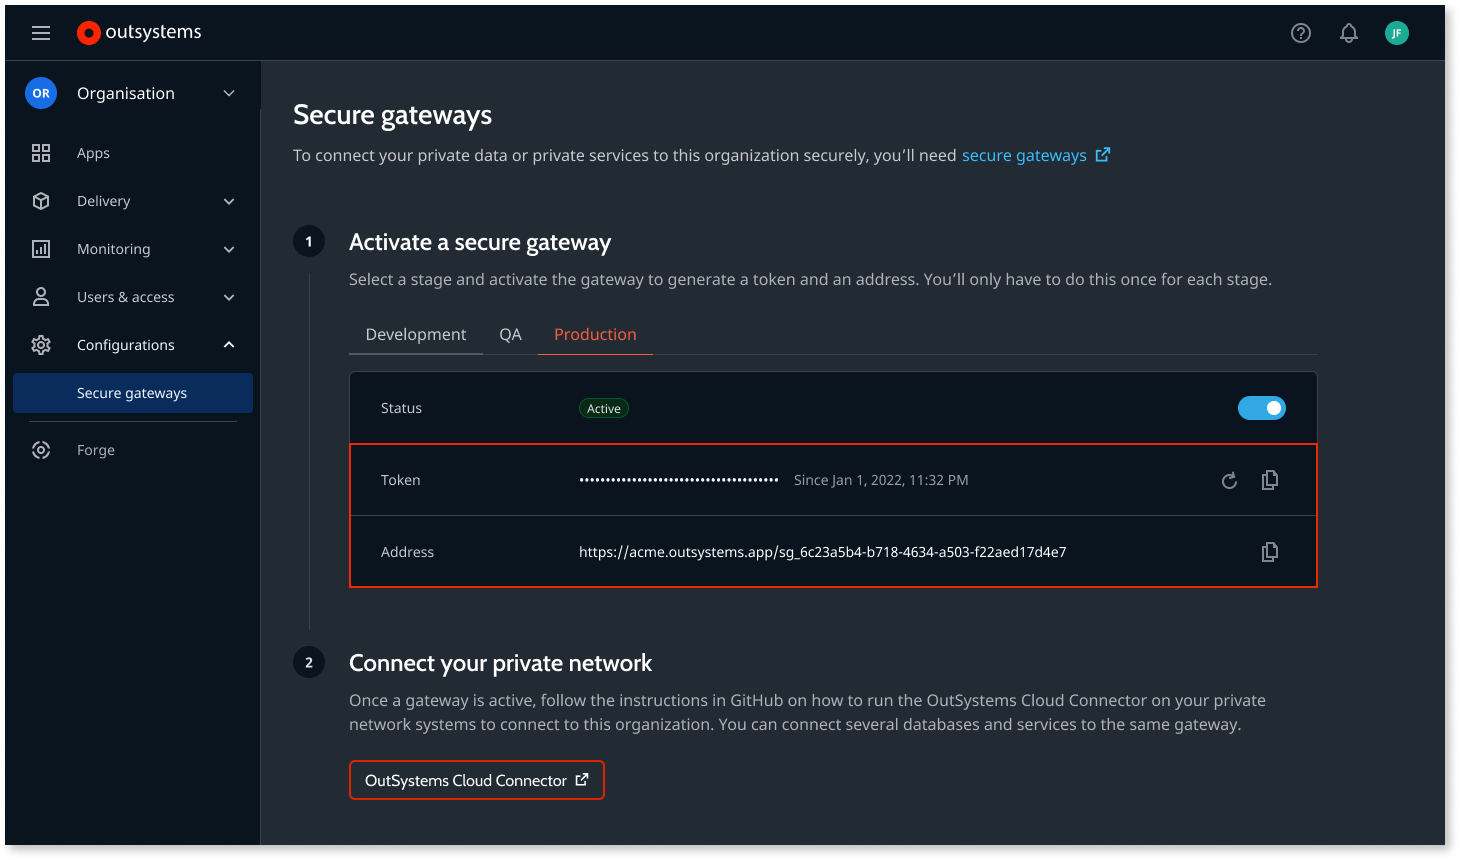 outsystems
JF
OR
Organisation
Apps
Delivery
Monitoring
Users & access
Configurations
Secure gateways
Forge
Secure gateways
To connect your private data or private services to this organization securely, you’ll need secure gateways
1
Activate a secure gateway
Select a stage and activate the gateway to generate a token and an address. You’ll only have to do this once for each stage.
Development QA Production
Status Active
Token •••••••••••••••••••••••••••••••••••••• Since Jan 1, 2022, 11:32 PM
Address https://acme.outsystems.app/sg_6c23a5b4-b718-4634-a503-f22aed17d4e7
2
Connect your private network
Once a gateway is active, follow the instructions in GitHub on how to run the OutSystems Cloud Connector on your private
network systems to connect to this organization. You can connect several databases and services to the same gateway.
OutSystems Cloud Connector